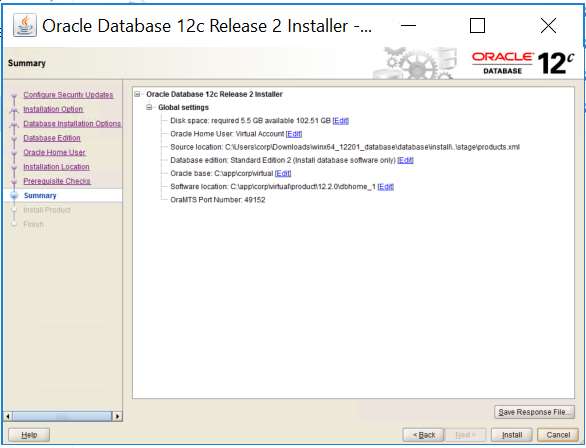 Oracle Database 12c Release 2 Installer -...
Summary
ORACLE DATABASE 12c
Configure Security Updates
Installation Option
Database Installation Options
Database Edition
Oracle Home User
Installation Location
Prerequisite Checks
Summary
Install Product
Finish
Oracle Database 12c Release 2 Installer
Global settings
Disk space: required 5.5 GB available 102.51 GB [Edit]
Oracle Home User: Virtual Account [Edit]
Source location: C:\Users\corp\Downloads\winx64_12201_database\database\install\..\stage\products.xml
Database edition: Standard Edition 2 (Install database software only) [Edit]
Oracle base: C:\app\corp\virtual [Edit]
Software location: C:\app\corp\virtual\product\12.2.0\dbhome_1 [Edit]
OraMTS Port Number: 49152
Save Response File...
Help
< Back
Next >
Install
Cancel